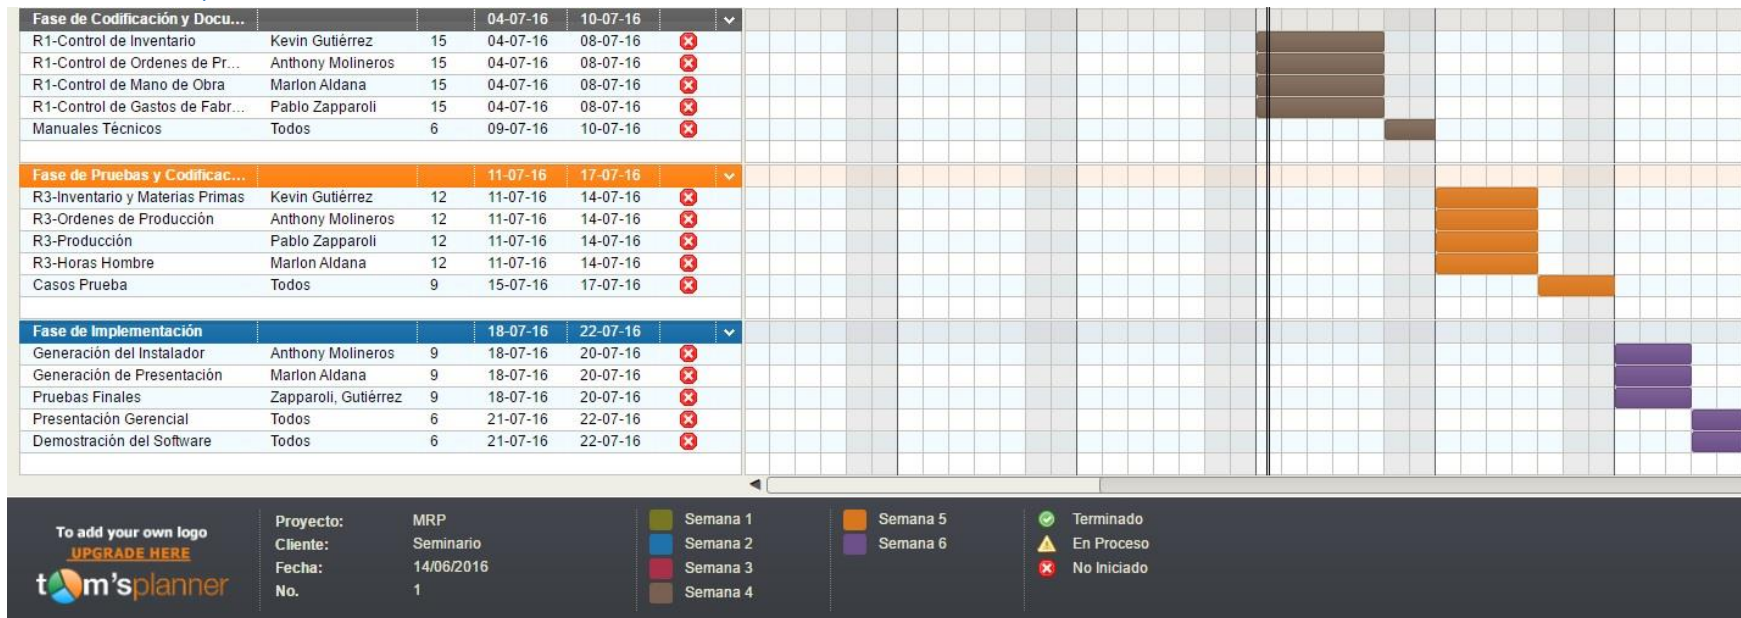 Fase de Codificación y Docu... 04-07-16 10-07-16
R1-Control de Inventario Kevin Gutiérrez 15 04-07-16 08-07-16
R1-Control de Ordenes de Pr... Anthony Molineros 15 04-07-16 08-07-16
R1-Control de Mano de Obra Marlon Aldana 15 04-07-16 08-07-16
R1-Control de Gastos de Fabr... Pablo Zapparoli 15 04-07-16 08-07-16
Manuales Técnicos Todos 6 09-07-16 10-07-16
Fase de Pruebas y Codificac... 11-07-16 17-07-16
R3-Inventario y Materias Primas Kevin Gutiérrez 12 11-07-16 14-07-16
R3-Ordenes de Producción Anthony Molineros 12 11-07-16 14-07-16
R3-Producción Pablo Zapparoli 12 11-07-16 14-07-16
R3-Horas Hombre Marlon Aldana 12 11-07-16 14-07-16
Casos Prueba Todos 9 15-07-16 17-07-16
Fase de Implementación 18-07-16 22-07-16
Generación del Instalador Anthony Molineros 9 18-07-16 20-07-16
Generación de Presentación Marlon Aldana 9 18-07-16 20-07-16
Pruebas Finales Zapparoli, Gutiérrez 9 18-07-16 20-07-16
Presentación Gerencial Todos 6 21-07-16 22-07-16
Demostración del Software Todos 6 21-07-16 22-07-16
To add your own logo
UPGRADE HERE
tom'splanner
Proyecto: MRP
Cliente: Seminario
Fecha: 14/06/2016
No. 1
Semana 1
Semana 2
Semana 3
Semana 4
Semana 5
Semana 6
Terminado
En Proceso
No Iniciado